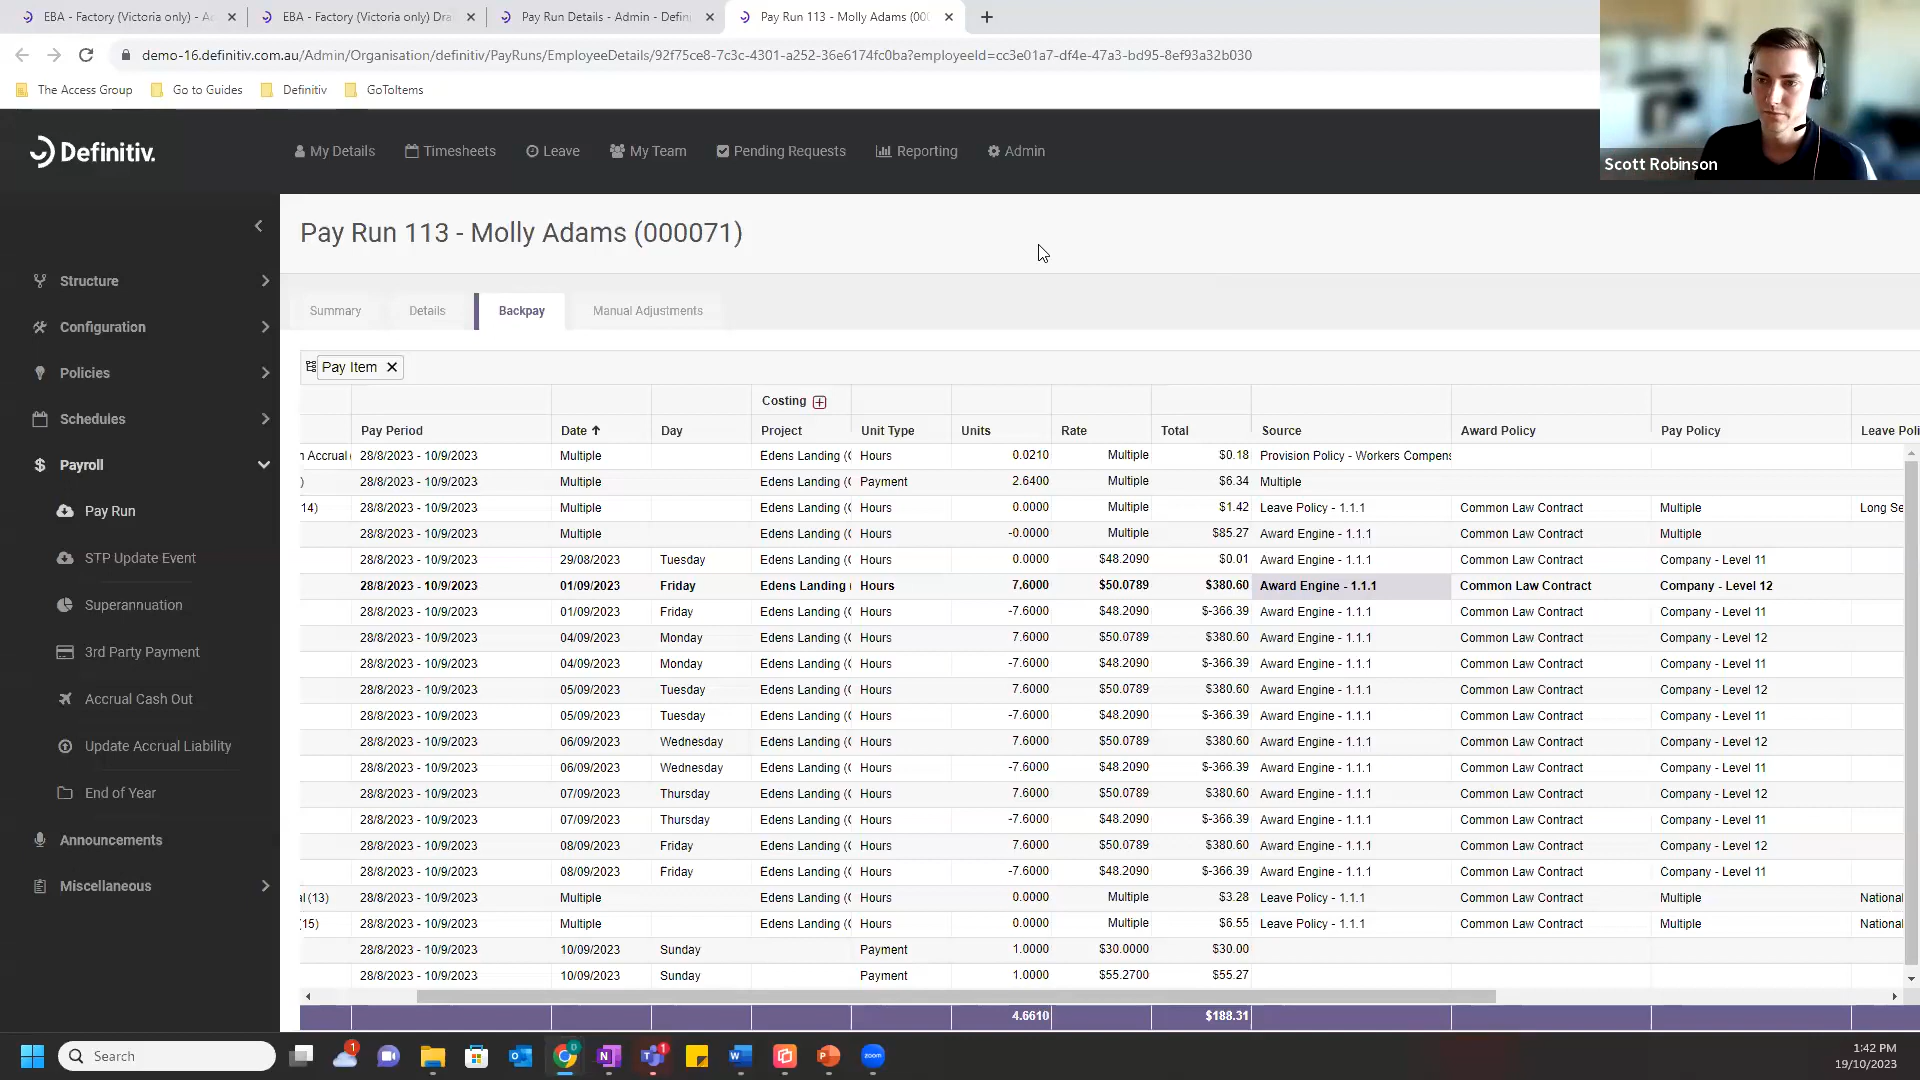 EBA - Factory (Victoria only) - A
EBA - Factory (Victoria only) Dra
Pay Run Details - Admin - Defin
Pay Run 113 - Molly Adams (00
demo-16.definitiv.com.au/Admin/Organisation/definitiv/PayRuns/EmployeeDetails/92f75ce8-7c3c-4301-a252-36e6174fc0ba?employeeId=cc3e01a7-df4e-47a3-bd95-8ef93a32b030
The Access Group Go to Guides Definitiv GoToItems
Definitiv. My Details Timesheets Leave My Team Pending Requests Reporting Admin
Scott Robinson
Pay Run 113 - Molly Adams (000071)
Structure
Configuration
Policies
Schedules
Payroll
Pay Run
STP Update Event
Superannuation
3rd Party Payment
Accrual Cash Out
Update Accrual Liability
End of Year
Announcements
Miscellaneous
Summary Details Backpay Manual Adjustments
Pay Item
Costing
Pay Period Date Day Project Unit Type Units Rate Total Source Award Policy Pay Policy Leave Poli
n Accrual 28/8/2023 - 10/9/2023 Multiple Edens Landing (( Hours 0.0210 Multiple $0.18 Provision Policy - Workers Compens
) 28/8/2023 - 10/9/2023 Multiple Edens Landing (( Payment 2.6400 Multiple $6.34 Multiple
14) 28/8/2023 - 10/9/2023 Multiple Edens Landing (( Hours 0.0000 Multiple $1.42 Leave Policy - 1.1.1 Common Law Contract Multiple Long Se
28/8/2023 - 10/9/2023 Multiple Edens Landing (( Hours -0.0000 Multiple $85.27 Award Engine - 1.1.1 Common Law Contract Multiple
28/8/2023 - 10/9/2023 29/08/2023 Tuesday Edens Landing (( Hours 0.0000 $48.2090 $0.01 Award Engine - 1.1.1 Common Law Contract Company - Level 11
28/8/2023 - 10/9/2023 01/09/2023 Friday Edens Landing ( Hours 7.6000 $50.0789 $380.60 Award Engine - 1.1.1 Common Law Contract Company - Level 12
28/8/2023 - 10/9/2023 01/09/2023 Friday Edens Landing (( Hours -7.6000 $48.2090 $-366.39 Award Engine - 1.1.1 Common Law Contract Company - Level 11
28/8/2023 - 10/9/2023 04/09/2023 Monday Edens Landing (( Hours 7.6000 $50.0789 $380.60 Award Engine - 1.1.1 Common Law Contract Company - Level 12
28/8/2023 - 10/9/2023 04/09/2023 Monday Edens Landing (( Hours -7.6000 $48.2090 $-366.39 Award Engine - 1.1.1 Common Law Contract Company - Level 11
28/8/2023 - 10/9/2023 05/09/2023 Tuesday Edens Landing (( Hours 7.6000 $50.0789 $380.60 Award Engine - 1.1.1 Common Law Contract Company - Level 12
28/8/2023 - 10/9/2023 05/09/2023 Tuesday Edens Landing (( Hours -7.6000 $48.2090 $-366.39 Award Engine - 1.1.1 Common Law Contract Company - Level 11
28/8/2023 - 10/9/2023 06/09/2023 Wednesday Edens Landing (( Hours 7.6000 $50.0789 $380.60 Award Engine - 1.1.1 Common Law Contract Company - Level 12
28/8/2023 - 10/9/2023 06/09/2023 Wednesday Edens Landing (( Hours -7.6000 $48.2090 $-366.39 Award Engine - 1.1.1 Common Law Contract Company - Level 11
28/8/2023 - 10/9/2023 07/09/2023 Thursday Edens Landing (( Hours 7.6000 $50.0789 $380.60 Award Engine - 1.1.1 Common Law Contract Company - Level 12
28/8/2023 - 10/9/2023 07/09/2023 Thursday Edens Landing (( Hours -7.6000 $48.2090 $-366.39 Award Engine - 1.1.1 Common Law Contract Company - Level 11
28/8/2023 - 10/9/2023 08/09/2023 Friday Edens Landing (( Hours 7.6000 $50.0789 $380.60 Award Engine - 1.1.1 Common Law Contract Company - Level 12
28/8/2023 - 10/9/2023 08/09/2023 Friday Edens Landing (( Hours -7.6000 $48.2090 $-366.39 Award Engine - 1.1.1 Common Law Contract Company - Level 11
al (13) 28/8/2023 - 10/9/2023 Multiple Edens Landing (( Hours 0.0000 Multiple $3.28 Leave Policy - 1.1.1 Common Law Contract Multiple National
(15) 28/8/2023 - 10/9/2023 Multiple Edens Landing (( Hours 0.0000 Multiple $6.55 Leave Policy - 1.1.1 Common Law Contract Multiple National
28/8/2023 - 10/9/2023 10/09/2023 Sunday Payment 1.0000 $30.0000 $30.00
28/8/2023 - 10/9/2023 10/09/2023 Sunday Payment 1.0000 $55.2700 $55.27
4.6610 $188.31
Search
1
1
zoom
1:42 PM
19/10/2023